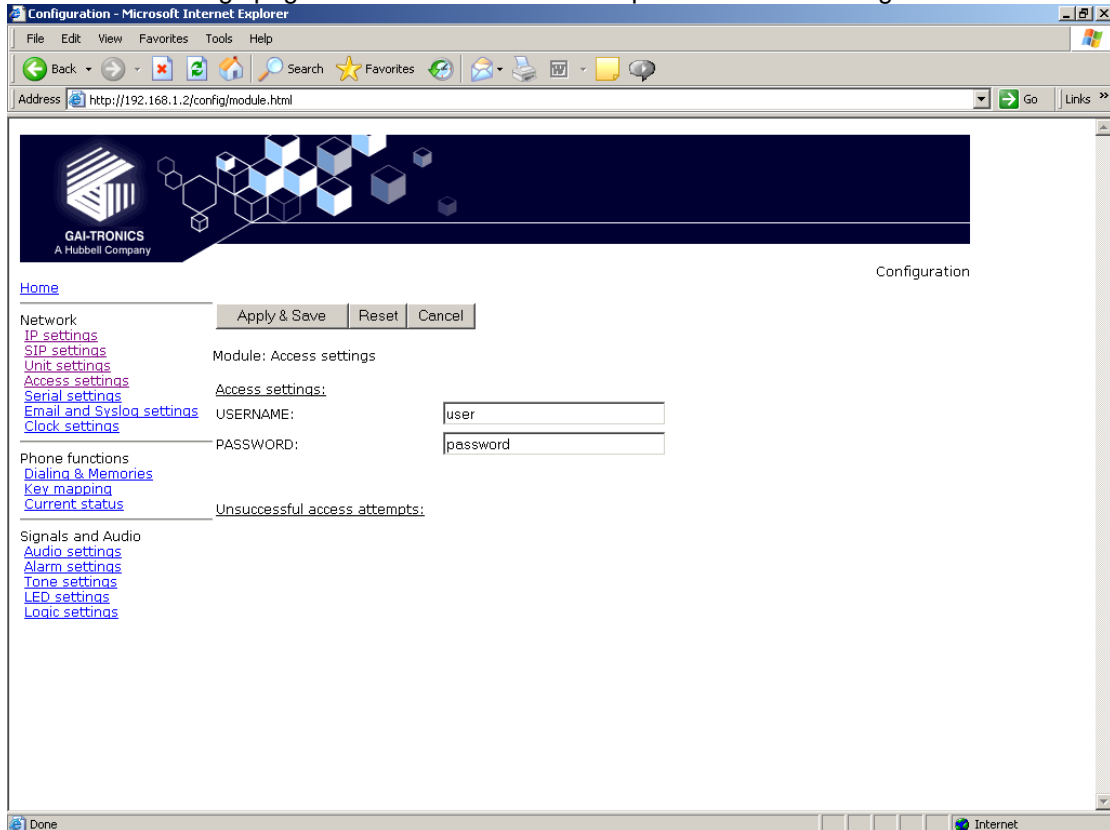 Configuration - Microsoft Internet Explorer
File Edit View Favorites Tools Help
Back Search Favorites
Address http://192.168.1.2/config/module.html Go Links »
GAI-TRONICS
A Hubbell Company
Configuration
Home
Apply & Save Reset Cancel
Network
IP settings
SIP settings
Unit settings
Access settings
Serial settings
Email and Syslog settings
Clock settings
Module: Access settings
Access settings:
USERNAME: user
PASSWORD: password
Unsuccessful access attempts:
Phone functions
Dialing & Memories
Key mapping
Current status
Signals and Audio
Audio settings
Alarm settings
Tone settings
LED settings
Logic settings
Done Internet